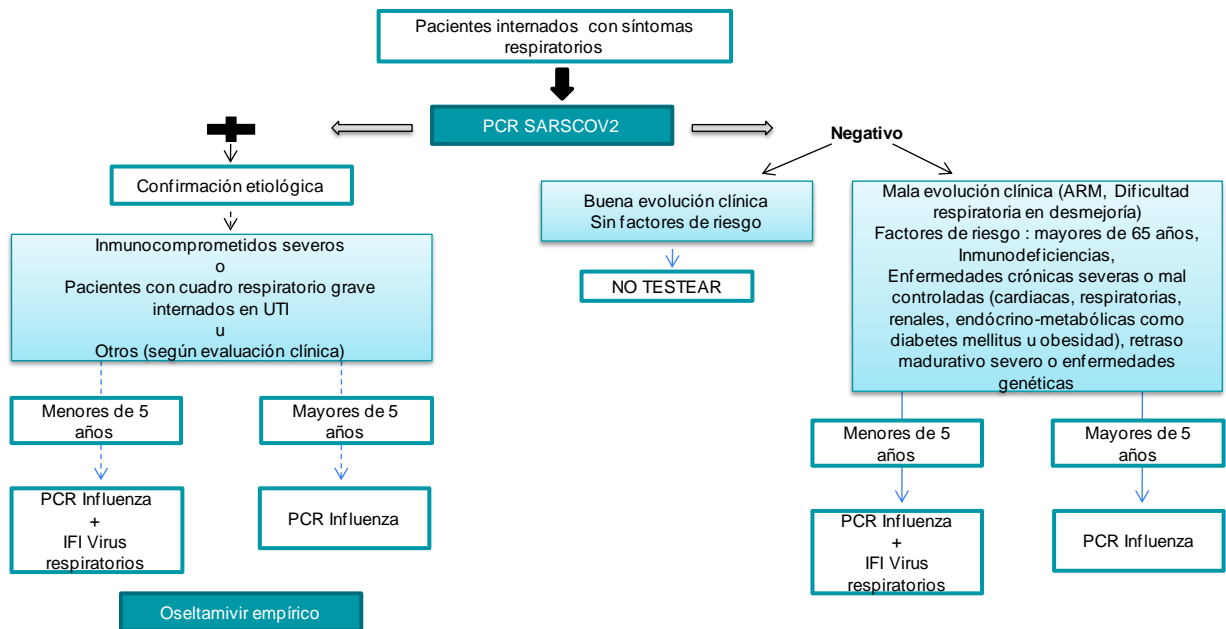 Pacientes internados con síntomas
respiratorios
PCR SARSCOV2
Negativo
Confirmación etiológica
Inmunocomprometidos severos
o
Pacientes con cuadro respiratorio grave
internados en UTI
u
Otros (según evaluación clínica)
Menores de 5
años
Mayores de 5
años
PCR Influenza
+
IFI Virus
respiratorios
PCR Influenza
Oseltamivir empírico
Buena evolución clínica
Sin factores de riesgo
NO TESTEAR
Mala evolución clínica (ARM, Dificultad
respiratoria en desmejoría)
Factores de riesgo : mayores de 65 años,
Inmunodeficiencias,
Enfermedades crónicas severas o mal
controladas (cardiacas, respiratorias,
renales, endócrino-metabólicas como
diabetes mellitus u obesidad), retraso
madurativo severo o enfermedades
genéticas
Menores de 5
años
Mayores de 5
años
PCR Influenza
+
IFI Virus
respiratorios
PCR Influenza